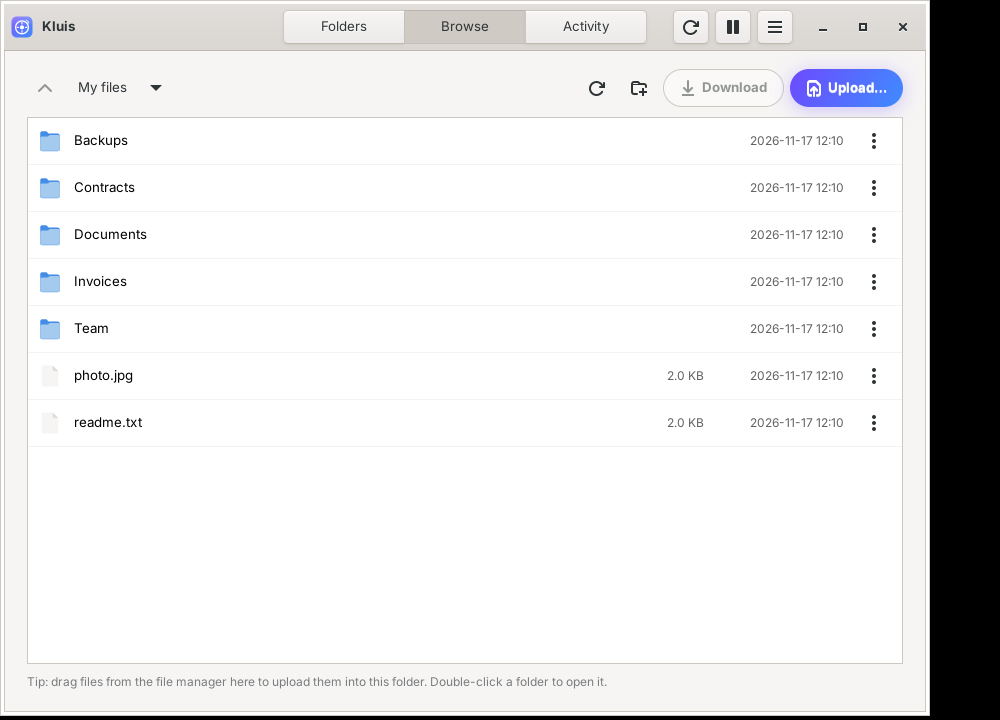 Kluis
Folders
Browse
Activity
My files
Download
Upload...
Backups 2026-11-17 12:10
Contracts 2026-11-17 12:10
Documents 2026-11-17 12:10
Invoices 2026-11-17 12:10
Team 2026-11-17 12:10
photo.jpg 2.0 KB 2026-11-17 12:10
readme.txt 2.0 KB 2026-11-17 12:10
Tip: drag files from the file manager here to upload them into this folder. Double-click a folder to open it.